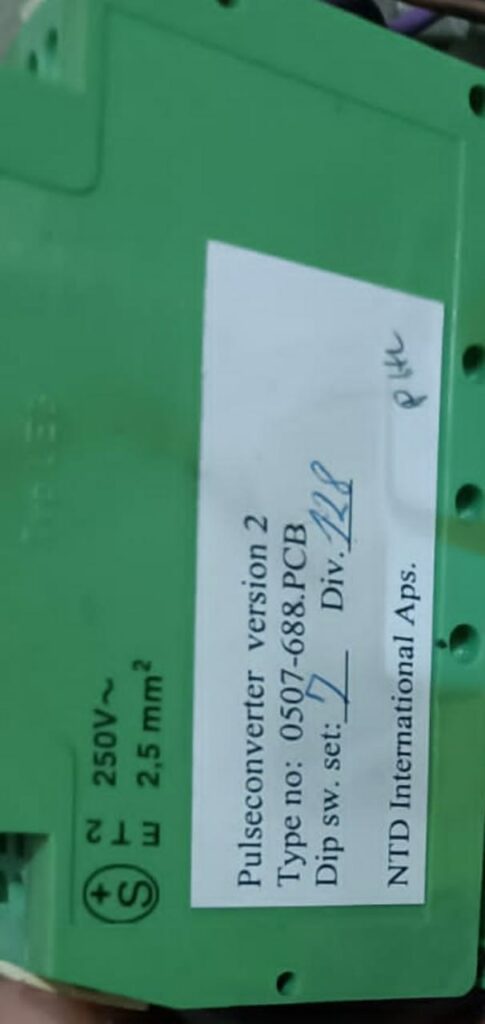 250V~
2,5 mm²
Pulseconverter version 2
Type no: 0507-688.PCB
Dip sw. set: 7 Div. 128
NTD International Aps.